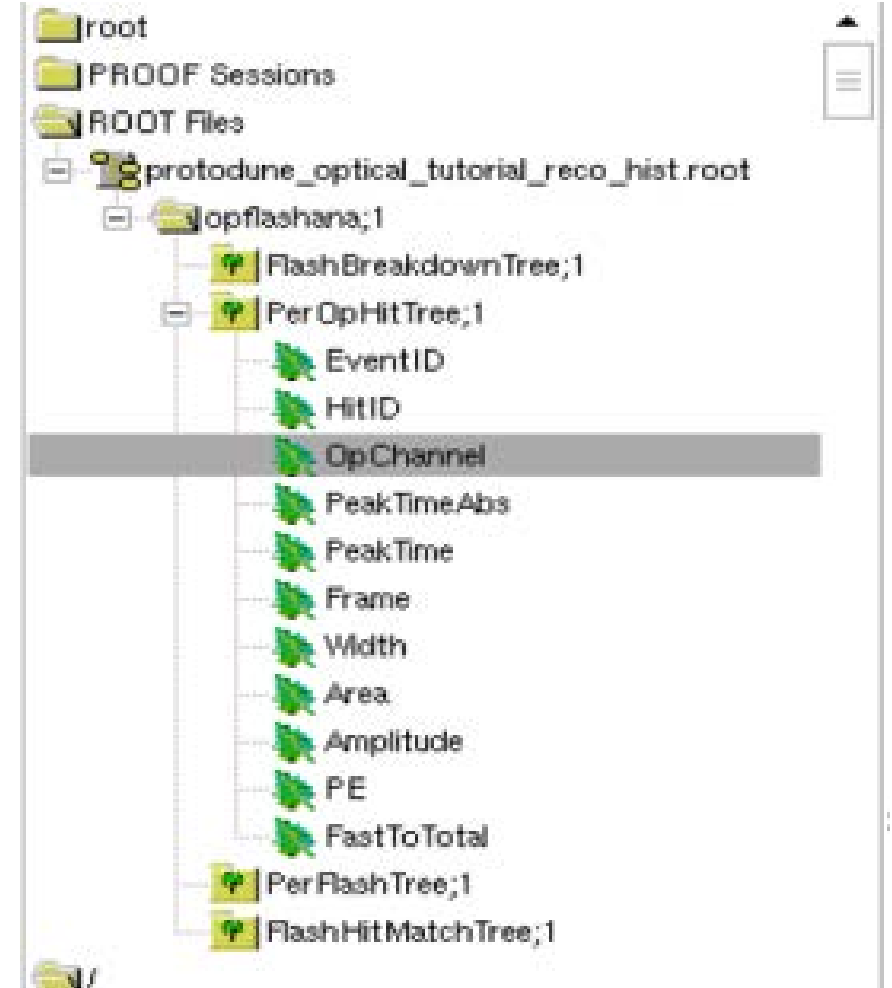 root
PROOF Sessions
ROOT Files
protodune_optical_tutorial_reco_hist.root
opflashana;1
FlashBreakdownTree;1
PerOpHitTree;1
EventID
HitID
OpChannel
PeakTimeAbs
PeakTime
Frame
Width
Area
Amplitude
PE
FastToTotal
PerFlashTree;1
FlashHitMatchTree;1
/